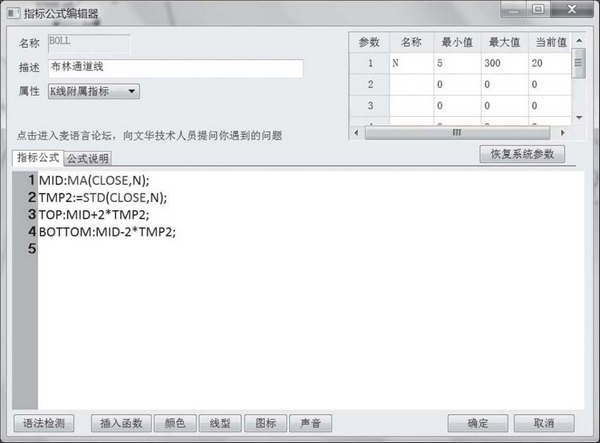 指标公式编辑器
名称 BOLL
描述 布林通道线
属性 K线附属指标
参数 名称 最小值 最大值 当前值
1 N 5 300 20
2 0 0 0
3 0 0 0
点击进入麦语言论坛，向文华技术人员提问你遇到的问题
恢复系统参数
指标公式 公式说明
1 MID:MA(CLOSE,N);
2 TMP2:=STD(CLOSE,N);
3 TOP:MID+2*TMP2;
4 BOTTOM:MID-2*TMP2;
5
语法检测 插入函数 颜色 线型 图标 声音 确定 取消